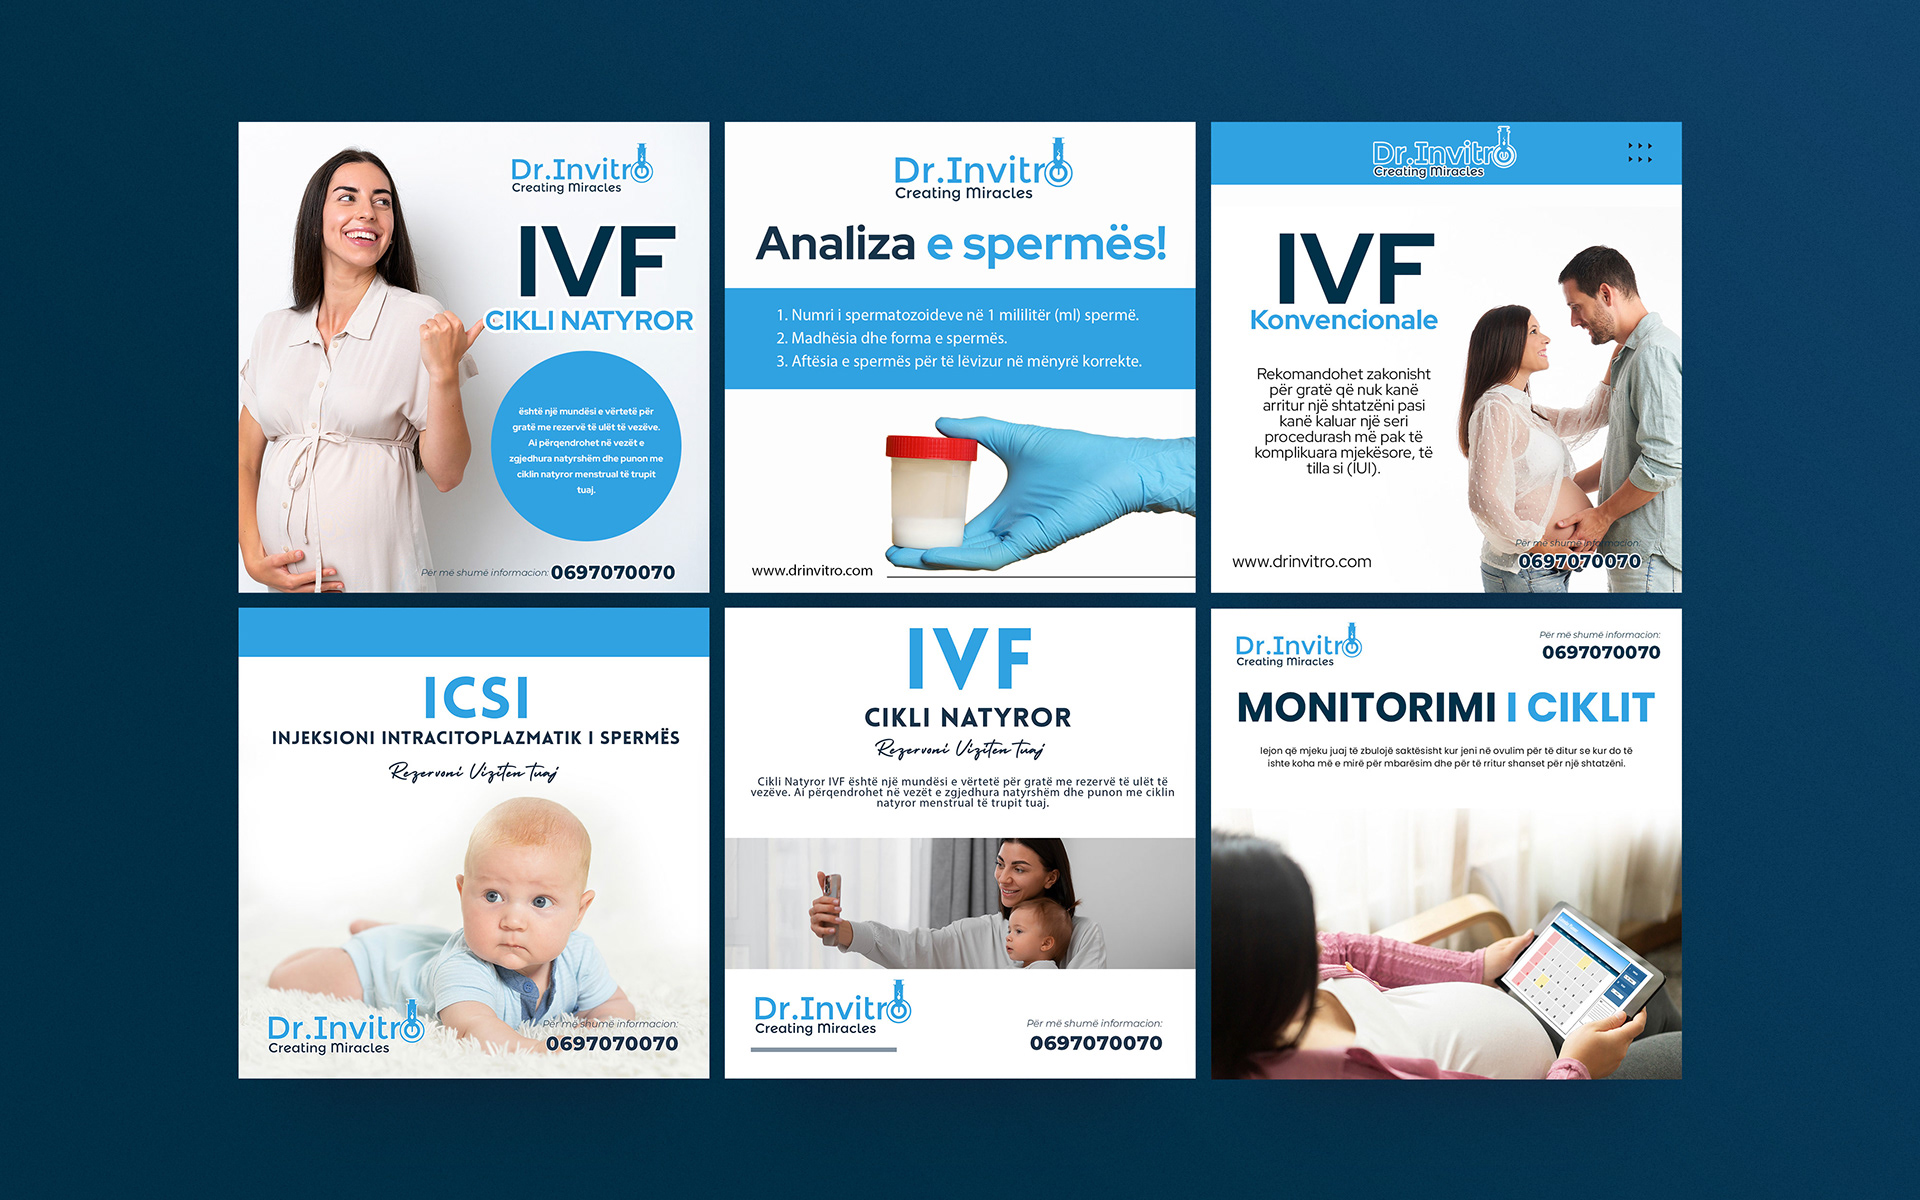 Dr.Invitro
Creating Miracles
IVF
CIKLI NATYROR
është një mundësi e vërtetë për
gratë me rezervë të ulët të vezëve.
Ai përqendrohet në vezët e
zgjedhura natyrshëm dhe punon me
ciklin natyror menstrual të trupit
tuaj.
Për më shumë informacion: 0697070070
Dr.Invitro
Creating Miracles
Analiza e spermës!
1. Numri i spermatozoideve në 1 mililitër (ml) spermë.
2. Madhësia dhe forma e spermës.
3. Aftësia e spermës për të lëvizur në mënyrë korrekte.
www.drinvitro.com
Dr.Invitro
Creating Miracles
IVF
Konvencionale
Rekomandohet zakonisht
për gratë që nuk kanë
arritur një shtatzëni pasi
kanë kaluar një seri
procedurash më pak të
komplikuara mjekësore, të
tilla si (IUI).
Për më shumë informacion:
www.drinvitro.com
0697070070
ICSI
INJEKSIONI INTRACITOPLAZMATIK I SPERMËS
Rezervoni Viziten tuaj
Dr.Invitro
Creating Miracles
Për më shumë informacion:
0697070070
IVF
CIKLI NATYROR
Rezervoni Viziten tuaj
Cikli Natyror IVF është një mundësi e vërtetë për gratë me rezervë të ulët të
vezëve. Ai përqendrohet në vezët e zgjedhura natyrshëm dhe punon me ciklin
natyror menstrual të trupit tuaj.
Dr.Invitro
Creating Miracles
Për më shumë informacion:
0697070070
Dr.Invitro
Creating Miracles
Për më shumë informacion:
0697070070
MONITORIMI I CIKLIT
lejon që mjeku juaj të zbulojë saktësisht kur jeni në ovulim për të ditur se kur do të
ishte koha më e mirë për mbarësim dhe për të rritur shanset për një shtatzëni.